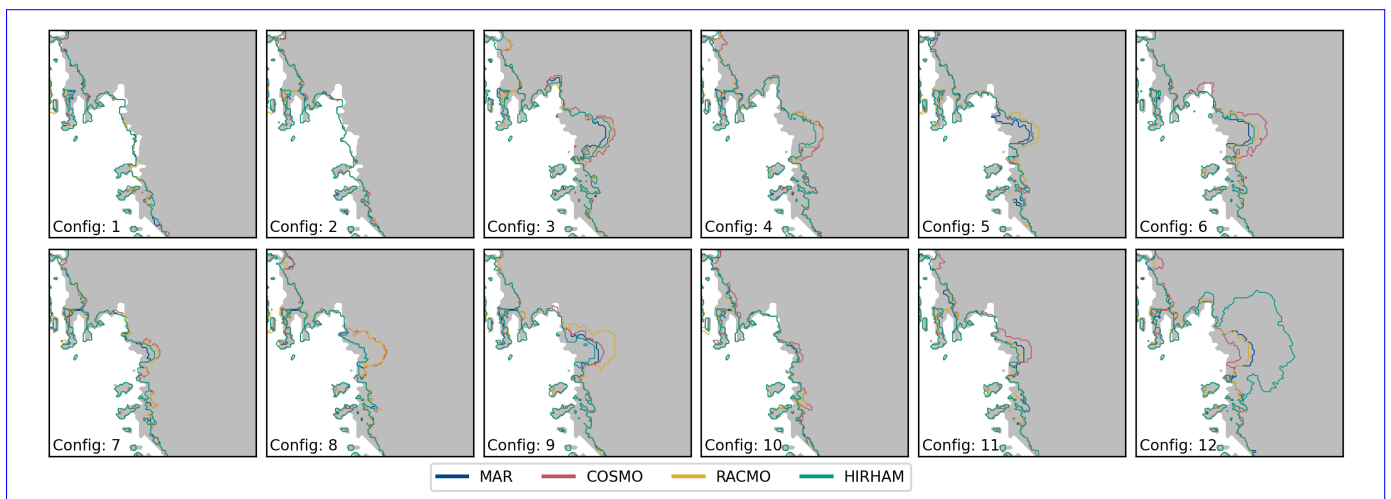 Config: 1
Config: 2
Config: 3
Config: 4
Config: 5
Config: 6
Config: 7
Config: 8
Config: 9
Config: 10
Config: 11
Config: 12
MAR COSMO RACMO HIRHAM